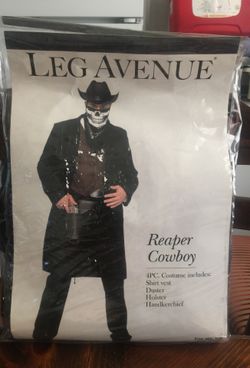 LEG AVENUE
Reaper
Cowboy
4PC. Costume includes:
Shirt vest
Duster
Holster
Handkerchief